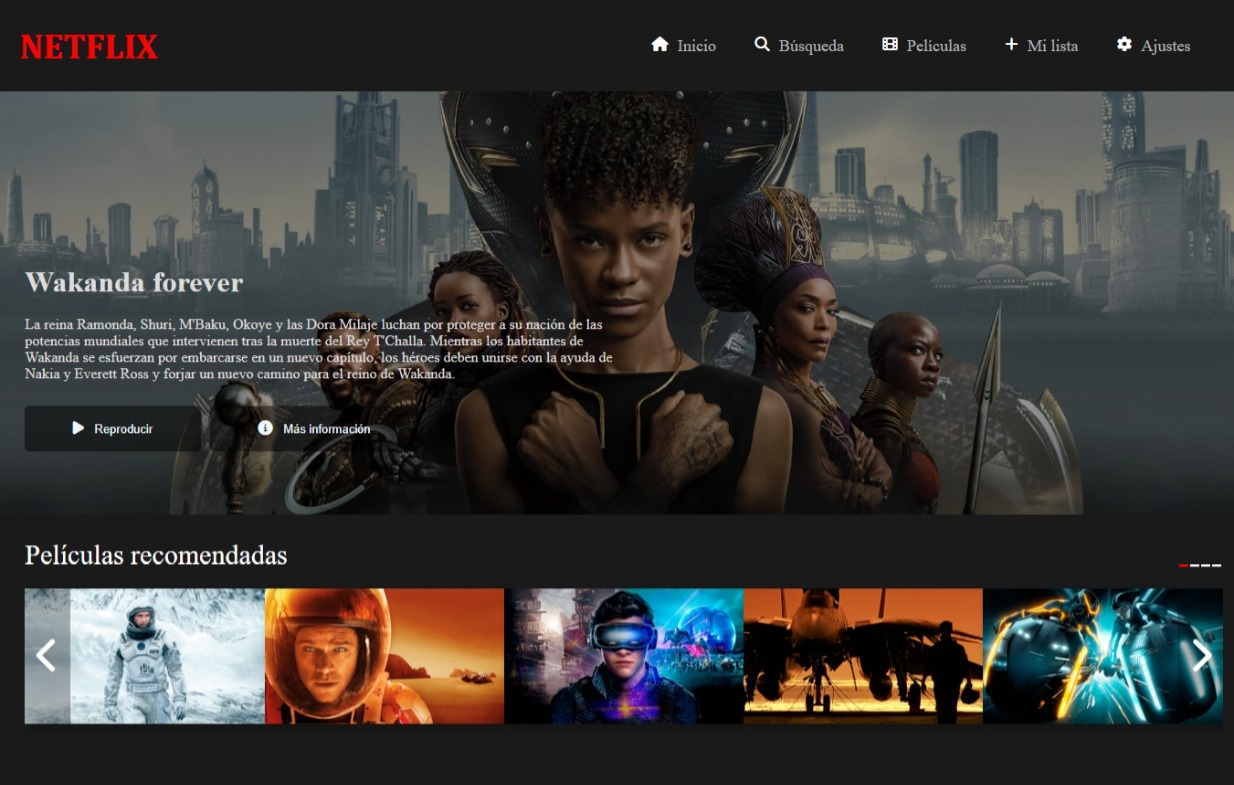 NETFLIX
Inicio
Búsqueda
Películas
Mi lista
Ajustes
Wakanda forever
La reina Ramonda, Shuri, M'Baku, Okoye y las Dora Milaje luchan por proteger a su nación de las
potencias mundiales que intervienen tras la muerte del Rey T'Challa. Mientras los habitantes de
Wakanda se esfuerzan por embarcarse en un nuevo capítulo, los héroes deben unirse con la ayuda de
Nakia y Everett Ross y forjar un nuevo camino para el reino de Wakanda.
Reproducir
Más información
Películas recomendadas